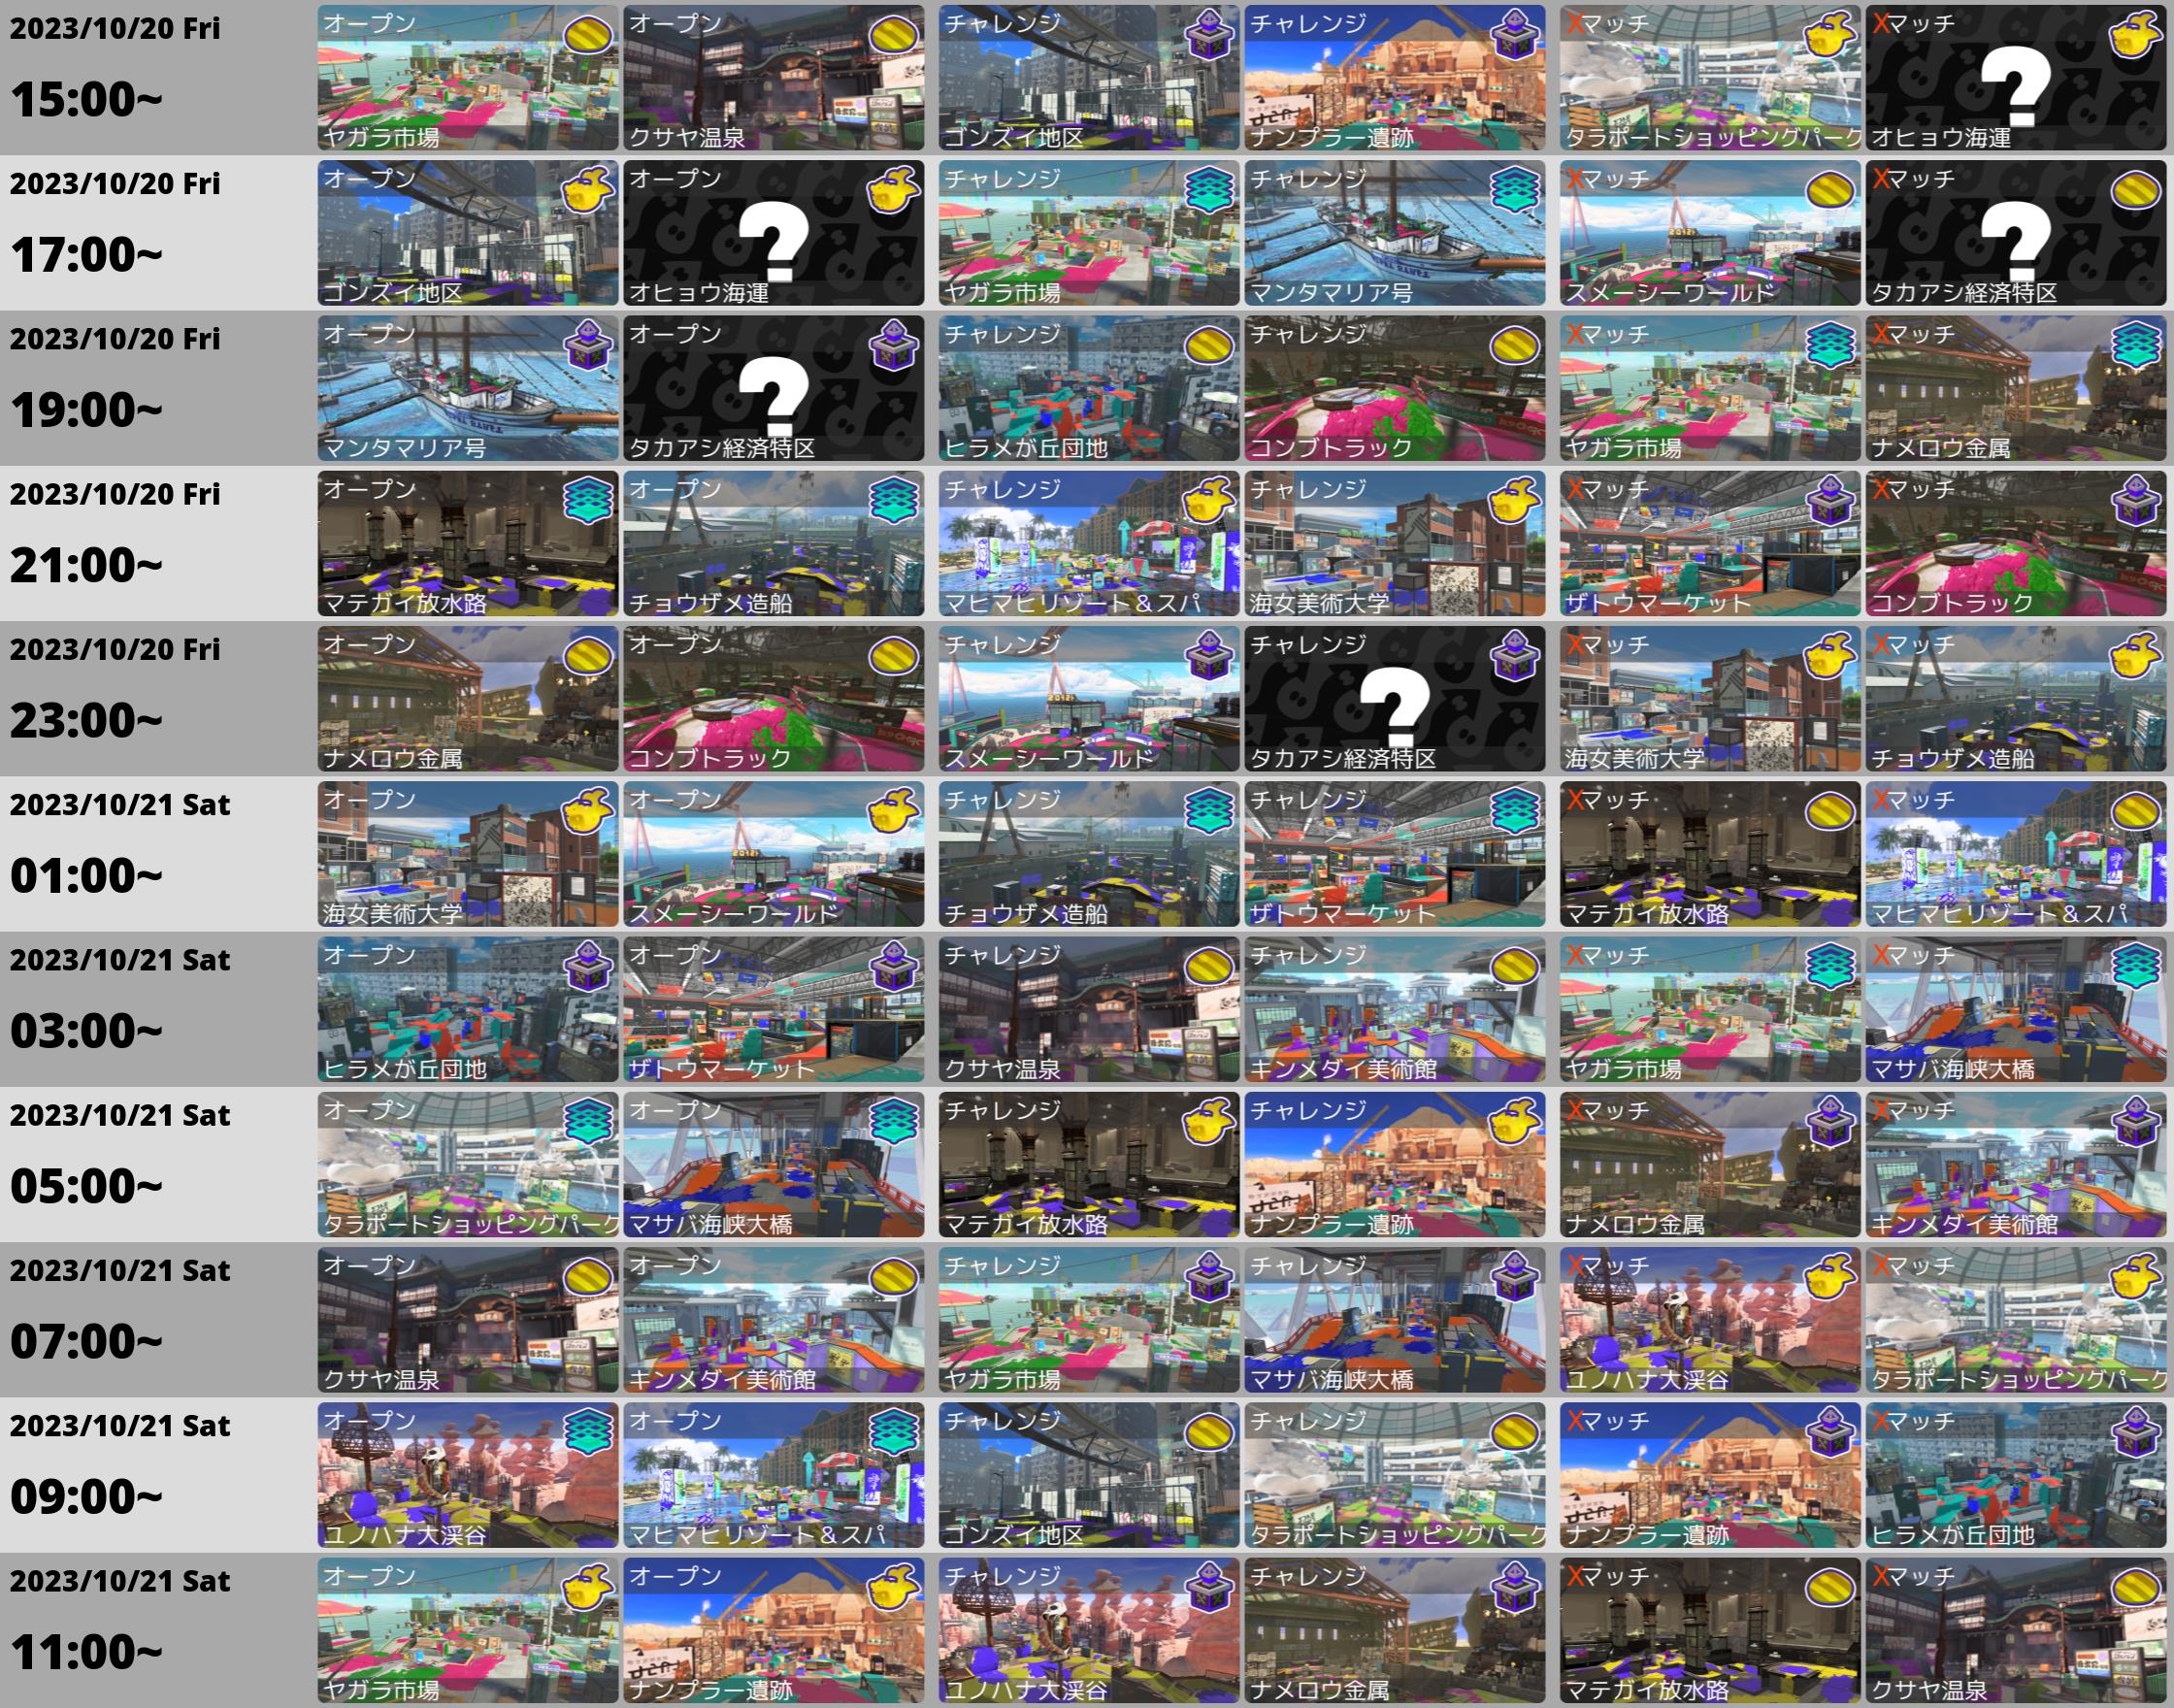 2023/10/20 Fri
15:00~
オープン
ヤガラ市場
オープン
クサヤ温泉
チャレンジ
ゴンズイ地区
チャレンジ
ナンプラー遺跡
Xマッチ
タラポートショッピングパーク
Xマッチ
?
オヒョウ海運
2023/10/20 Fri
17:00~
オープン
ゴンズイ地区
オープン
?
オヒョウ海運
チャレンジ
ヤガラ市場
チャレンジ
マンタマリア号
Xマッチ
スメーシーワールド
Xマッチ
?
タカアシ経済特区
2023/10/20 Fri
19:00~
オープン
マンタマリア号
オープン
?
タカアシ経済特区
チャレンジ
ヒラメが丘団地
チャレンジ
コンブトラック
Xマッチ
ヤガラ市場
Xマッチ
ナメロウ金属
2023/10/20 Fri
21:00~
オープン
マテガイ放水路
オープン
チョウザメ造船
チャレンジ
マヒマヒリゾート&スパ
チャレンジ
海女美術大学
Xマッチ
ザトウマーケット
Xマッチ
コンブトラック
2023/10/20 Fri
23:00~
オープン
ナメロウ金属
オープン
コンブトラック
チャレンジ
スメーシーワールド
チャレンジ
?
タカアシ経済特区
Xマッチ
海女美術大学
Xマッチ
チョウザメ造船
2023/10/21 Sat
01:00~
オープン
海女美術大学
オープン
スメーシーワールド
チャレンジ
チョウザメ造船
チャレンジ
ザトウマーケット
Xマッチ
マテガイ放水路
Xマッチ
マヒマヒリゾート&スパ
2023/10/21 Sat
03:00~
オープン
ヒラメが丘団地
オープン
ザトウマーケット
チャレンジ
クサヤ温泉
チャレンジ
キンメダイ美術館
Xマッチ
ヤガラ市場
Xマッチ
マサバ海峡大橋
2023/10/21 Sat
05:00~
オープン
タラポートショッピングパーク
オープン
マサバ海峡大橋
チャレンジ
マテガイ放水路
チャレンジ
ナンプラー遺跡
Xマッチ
ナメロウ金属
Xマッチ
キンメダイ美術館
2023/10/21 Sat
07:00~
オープン
クサヤ温泉
オープン
キンメダイ美術館
チャレンジ
ヤガラ市場
チャレンジ
マサバ海峡大橋
Xマッチ
ユノハナ大渓谷
Xマッチ
タラポートショッピングパーク
2023/10/21 Sat
09:00~
オープン
ユノハナ大渓谷
オープン
マヒマヒリゾート&スパ
チャレンジ
ゴンズイ地区
チャレンジ
タラポートショッピングパーク
Xマッチ
ナンプラー遺跡
Xマッチ
ヒラメが丘団地
2023/10/21 Sat
11:00~
オープン
ヤガラ市場
オープン
ナンプラー遺跡
チャレンジ
ユノハナ大渓谷
チャレンジ
ナメロウ金属
Xマッチ
マテガイ放水路
Xマッチ
クサヤ温泉